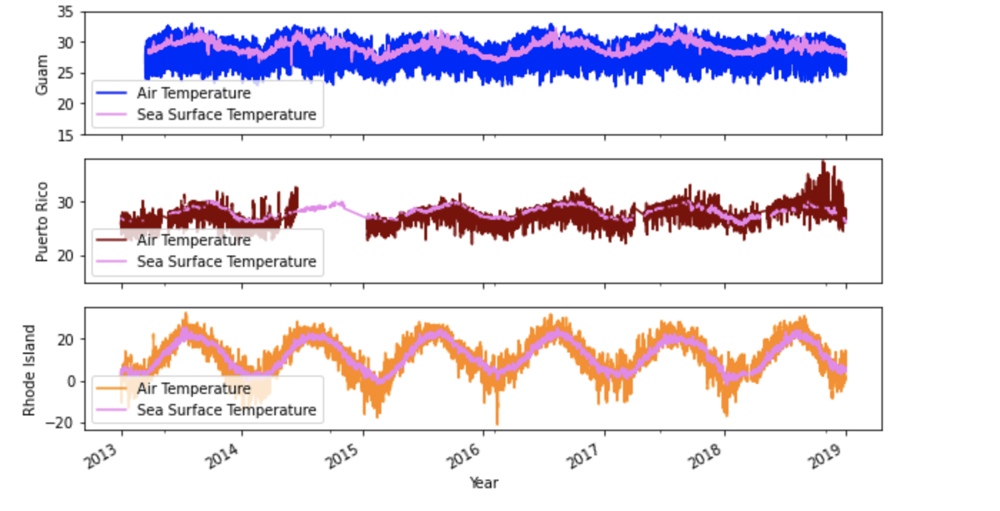 35
30
25
20
15
Guam
Air Temperature
Sea Surface Temperature
30
20
Puerto Rico
Air Temperature
Sea Surface Temperature
20
0
−20
Rhode Island
Air Temperature
Sea Surface Temperature
2013 2014 2015 2016 2017 2018 2019
Year